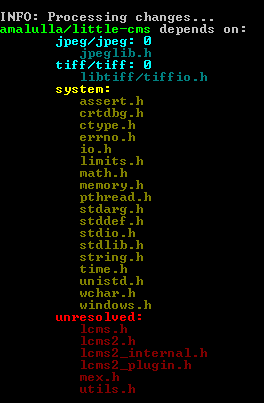 INFO: Processing changes...
amalulla/little-cms depends on:
jpeg/jpeg: 0
jpeglib.h
tiff/tiff: 0
libtiff/tiffio.h
system:
assert.h
crtdbg.h
ctype.h
errno.h
io.h
limits.h
math.h
memory.h
pthread.h
stdarg.h
stddef.h
stdio.h
stdlib.h
string.h
time.h
unistd.h
wchar.h
windows.h
unresolved:
lcms.h
lcms2.h
lcms2_internal.h
lcms2_plugin.h
mex.h
utils.h